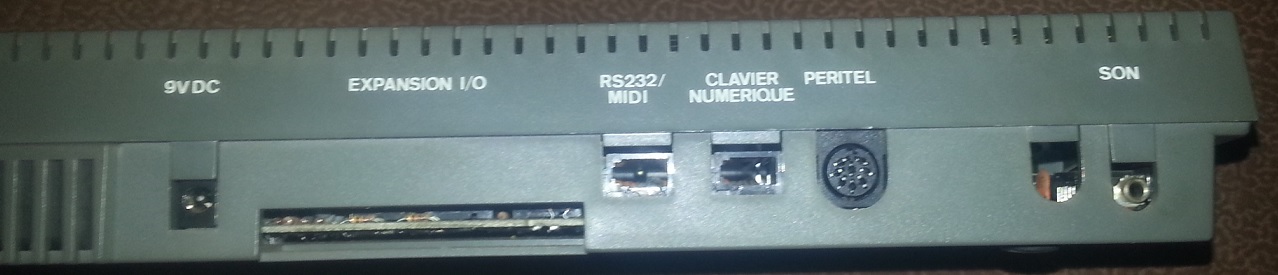 9VDC
EXPANSION I/O
RS232/
MIDI
CLAVIER
NUMERIQUE
PERITEL
SON